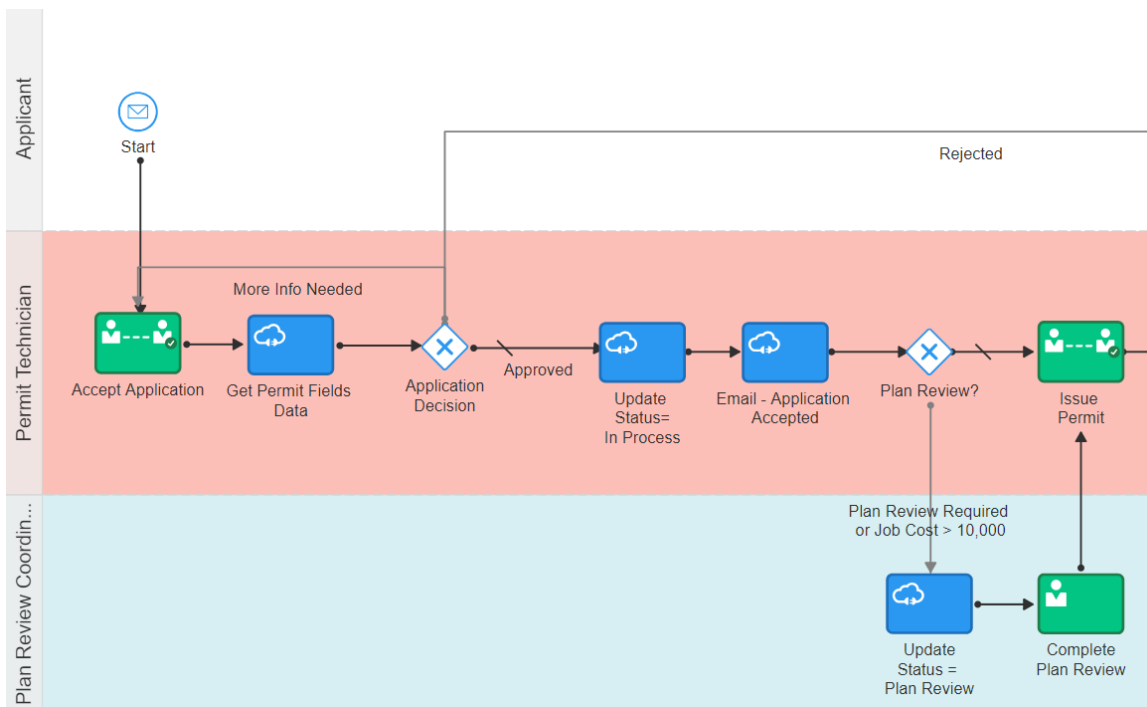 Applicant
Start
Rejected
Permit Technician
More Info Needed
Accept Application
Get Permit Fields
Data
Application
Decision
Approved
Update
Status=
In Process
Email - Application
Accepted
Plan Review?
Issue
Permit
Plan Review Coordin...
Plan Review Required
or Job Cost > 10,000
Update
Status =
Plan Review
Complete
Plan Review